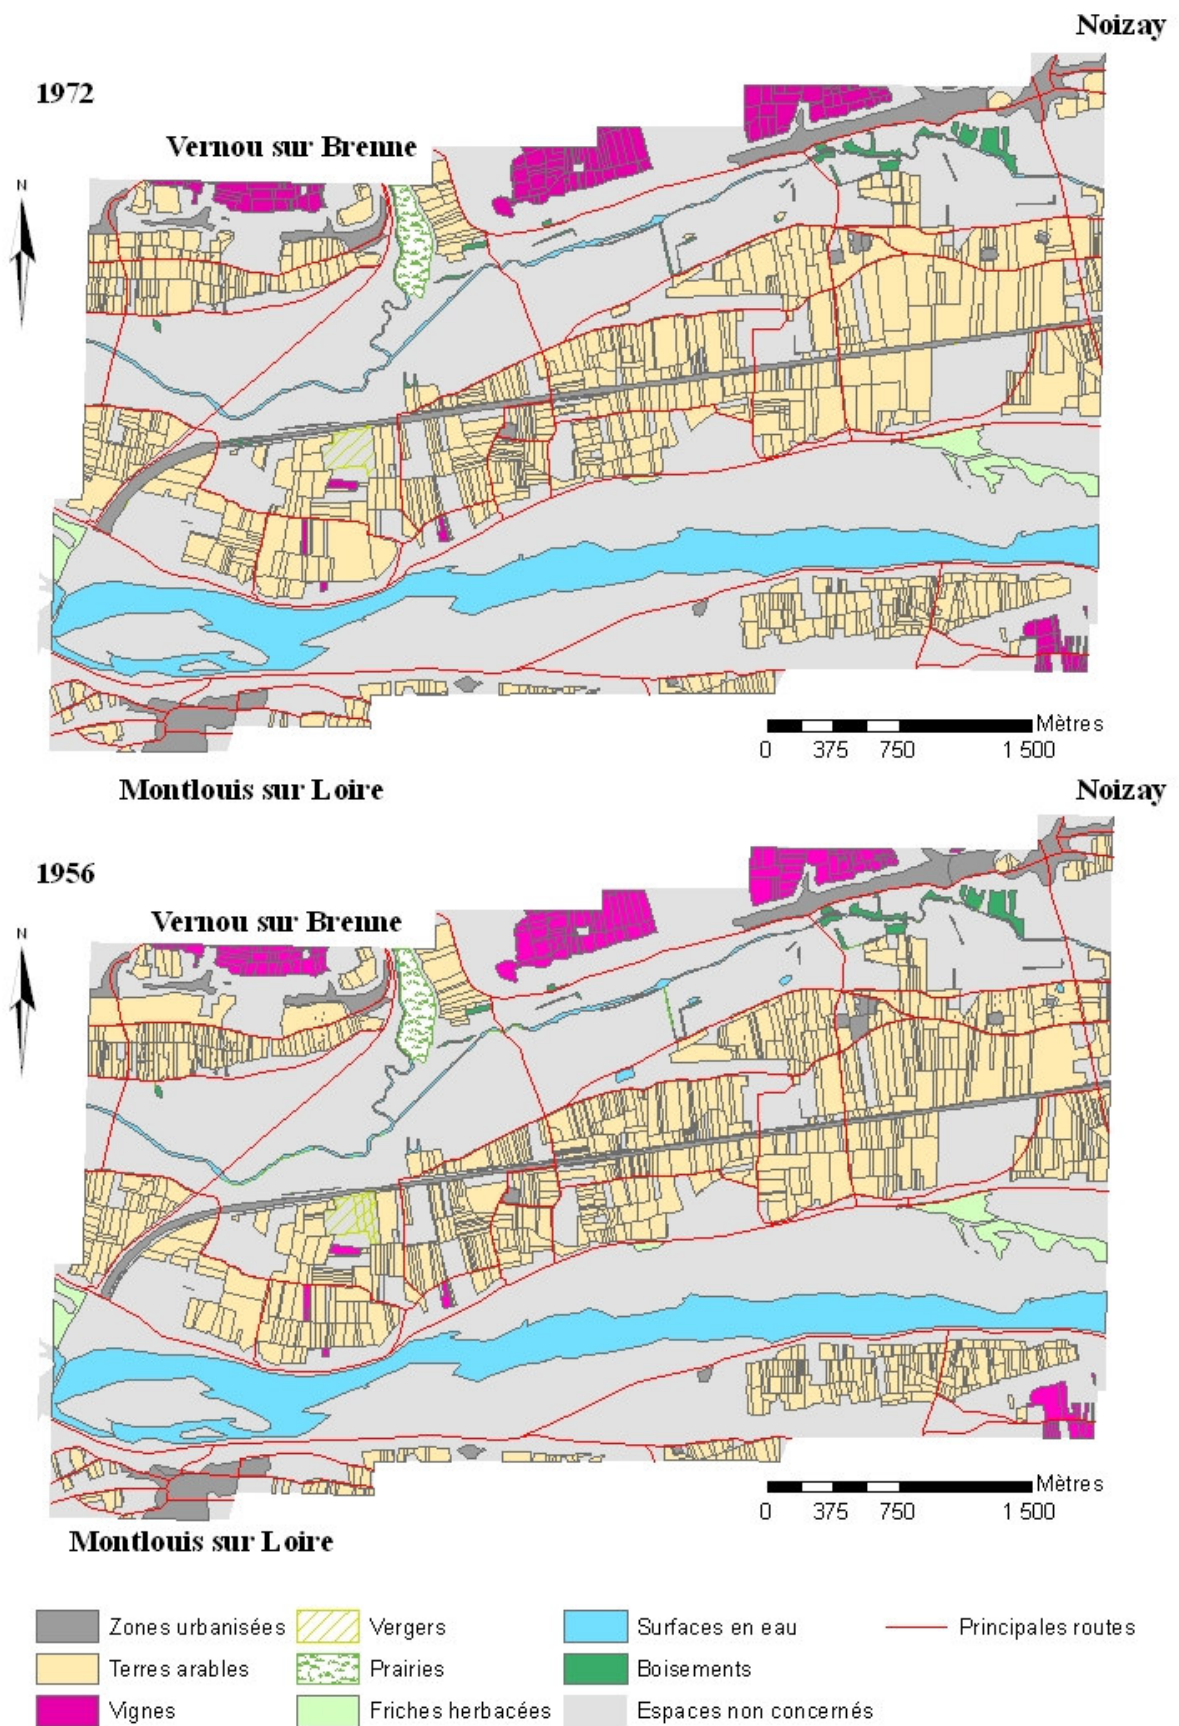 Noizay
1972
Vernou sur Brenne
N
Mètres
0 375 750 1 500
Montlouis sur Loire
Noizay
1956
Vernou sur Brenne
N
Mètres
0 375 750 1 500
Montlouis sur Loire
Zones urbanisées Vergers Surfaces en eau Principales routes
Terres arables Prairies Boisements
Vignes Friches herbacées Espaces non concernés